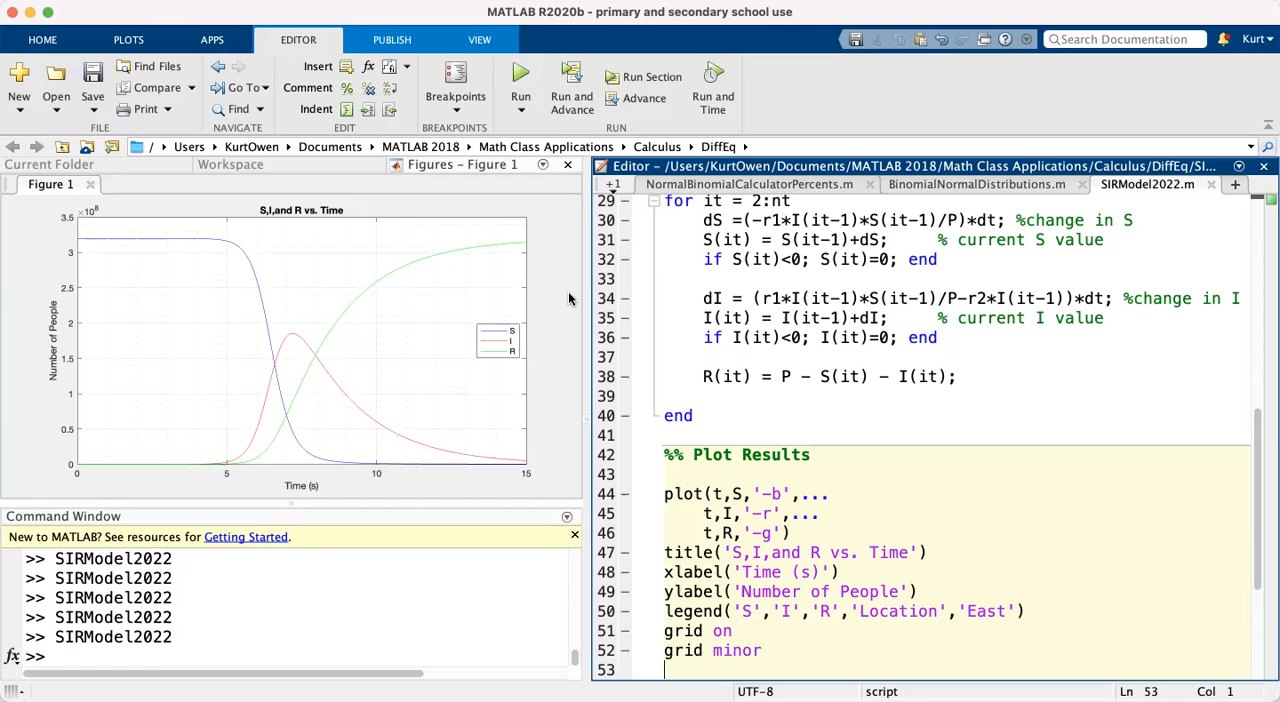 MATLAB R2020b - primary and secondary school use
HOME PLOTS APPS EDITOR PUBLISH VIEW
Search Documentation Kurt
New Open Save
Find Files
Compare
Print
FILE
Go To
Find
NAVIGATE
Insert fx
Comment %
Indent
EDIT
Breakpoints
BREAKPOINTS
Run
Run and Advance
Run Section
Advance
Run and Time
RUN
/ Users KurtOwen Documents MATLAB 2018 Math Class Applications Calculus DiffEq
Current Folder Workspace Figures - Figure 1
Figure 1
S,I,and R vs. Time
3.5 ×10⁸
3
2.5
2
1.5
1
0.5
0
Number of People
S
I
R
0 5 10 15
Time (s)
Command Window
New to MATLAB? See resources for Getting Started.
>> SIRModel2022
>> SIRModel2022
>> SIRModel2022
>> SIRModel2022
>> SIRModel2022
fx >>
Editor - /Users/KurtOwen/Documents/MATLAB 2018/Math Class Applications/Calculus/DiffEq/SI...
+1 NormalBinomialCalculatorPercents.m BinomialNormalDistributions.m SIRModel2022.m +
29 – for it = 2:nt
30 – dS =(-r1*I(it-1)*S(it-1)/P)*dt; %change in S
31 – S(it) = S(it-1)+dS; % current S value
32 – if S(it)<0; S(it)=0; end
33
34 – dI = (r1*I(it-1)*S(it-1)/P-r2*I(it-1))*dt; %change in I
35 – I(it) = I(it-1)+dI; % current I value
36 – if I(it)<0; I(it)=0; end
37
38 – R(it) = P - S(it) - I(it);
39
40 – end
41
42 %% Plot Results
43
44 – plot(t,S,'-b',...
45 t,I,'-r',...
46 t,R,'-g')
47 – title('S,I,and R vs. Time')
48 – xlabel('Time (s)')
49 – ylabel('Number of People')
50 – legend('S','I','R','Location','East')
51 – grid on
52 – grid minor
53
UTF-8 script Ln 53 Col 1